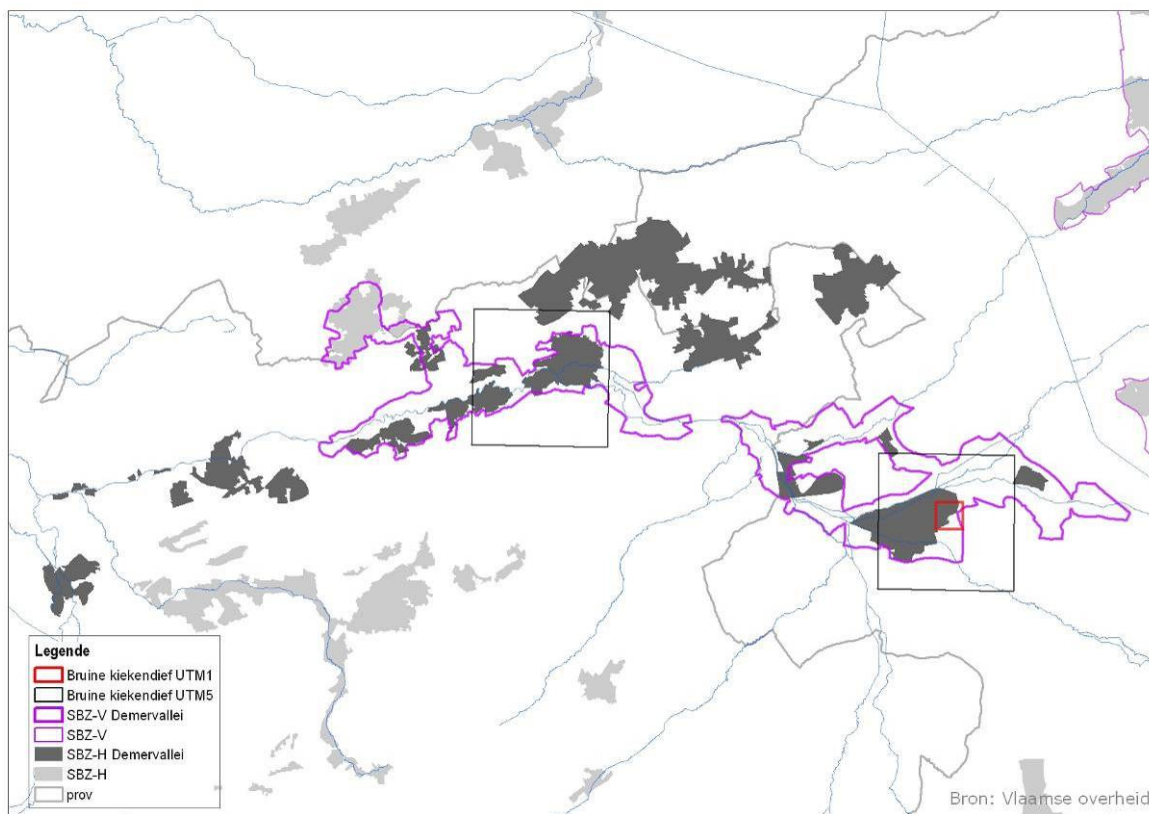 Legende
Bruine kiekendief UTM1
Bruine kiekendief UTM5
SBZ-V Demervallei
SBZ-V
SBZ-H Demervallei
SBZ-H
prov
Bron: Vlaamse overheid